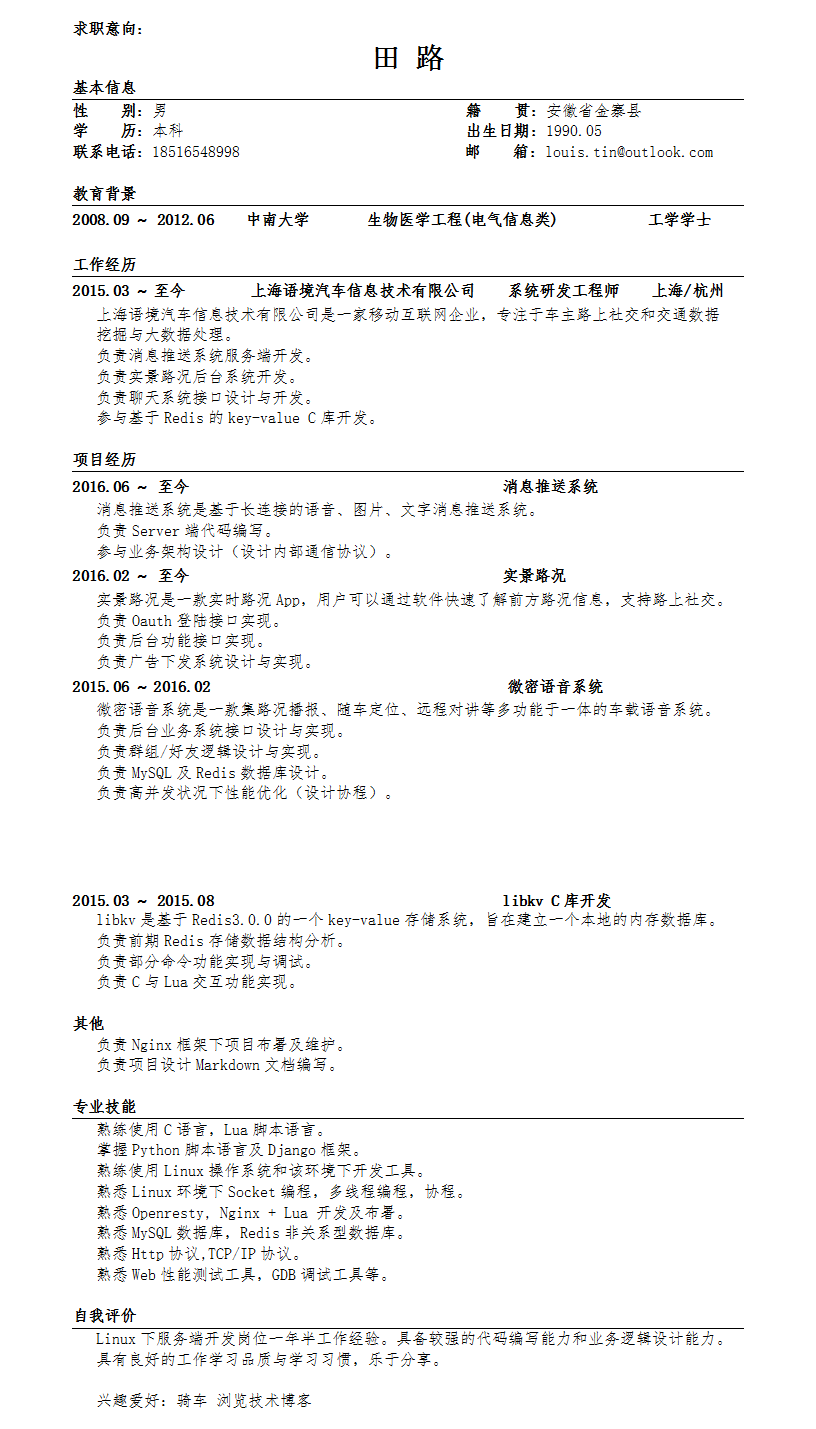 求职意向:
田 路
基本信息
性 别: 男 籍 贯: 安徽省金寨县
学 历: 本科 出生日期: 1990.05
联系电话: 18516548998 邮 箱: louis.tin@outlook.com
教育背景
2008.09 ~ 2012.06 中南大学 生物医学工程(电气信息类) 工学学士
工作经历
2015.03 ~ 至今 上海语境汽车信息技术有限公司 系统研发工程师 上海/杭州
上海语境汽车信息技术有限公司是一家移动互联网企业，专注于车主路上社交和交通数据
挖掘与大数据处理。
负责消息推送系统服务端开发。
负责实景路况后台系统开发。
负责聊天系统接口设计与开发。
参与基于 Redis 的 key-value C 库开发。
项目经历
2016.06 ~ 至今 消息推送系统
消息推送系统是基于长连接的语音、图片、文字消息推送系统。
负责 Server 端代码编写。
参与业务架构设计（设计内部通信协议）。
2016.02 ~ 至今 实景路况
实景路况是一款实时路况 App，用户可以通过软件快速了解前方路况信息，支持路上社交。
负责 Oauth 登陆接口实现。
负责后台功能接口实现。
负责广告下发系统设计与实现。
2015.06 ~ 2016.02 微密语音系统
微密语音系统是一款集路况播报、随车定位、远程对讲等多功能于一体的车载语音系统。
负责后台业务系统接口设计与实现。
负责群组/好友逻辑设计与实现。
负责 MySQL 及 Redis 数据库设计。
负责高并发状况下性能优化（设计协程）。
2015.03 ~ 2015.08 libkv C 库开发
libkv 是基于 Redis3.0.0 的一个 key-value 存储系统，旨在建立一个本地的内存数据库。
负责前期 Redis 存储数据结构分析。
负责部分命令功能实现与调试。
负责 C 与 Lua 交互功能实现。
其他
负责 Nginx 框架下项目布署及维护。
负责项目设计 Markdown 文档编写。
专业技能
熟练使用 C 语言，Lua 脚本语言。
掌握 Python 脚本语言及 Django 框架。
熟练使用 Linux 操作系统和该环境下开发工具。
熟悉 Linux 环境下 Socket 编程，多线程编程，协程。
熟悉 Openresty, Nginx + Lua 开发及布署。
熟悉 MySQL 数据库，Redis 非关系型数据库。
熟悉 Http 协议,TCP/IP 协议。
熟悉 Web 性能测试工具，GDB 调试工具等。
自我评价
Linux 下服务端开发岗位一年半工作经验。具备较强的代码编写能力和业务逻辑设计能力。
具有良好的工作学习品质与学习习惯，乐于分享。
兴趣爱好: 骑车 浏览技术博客